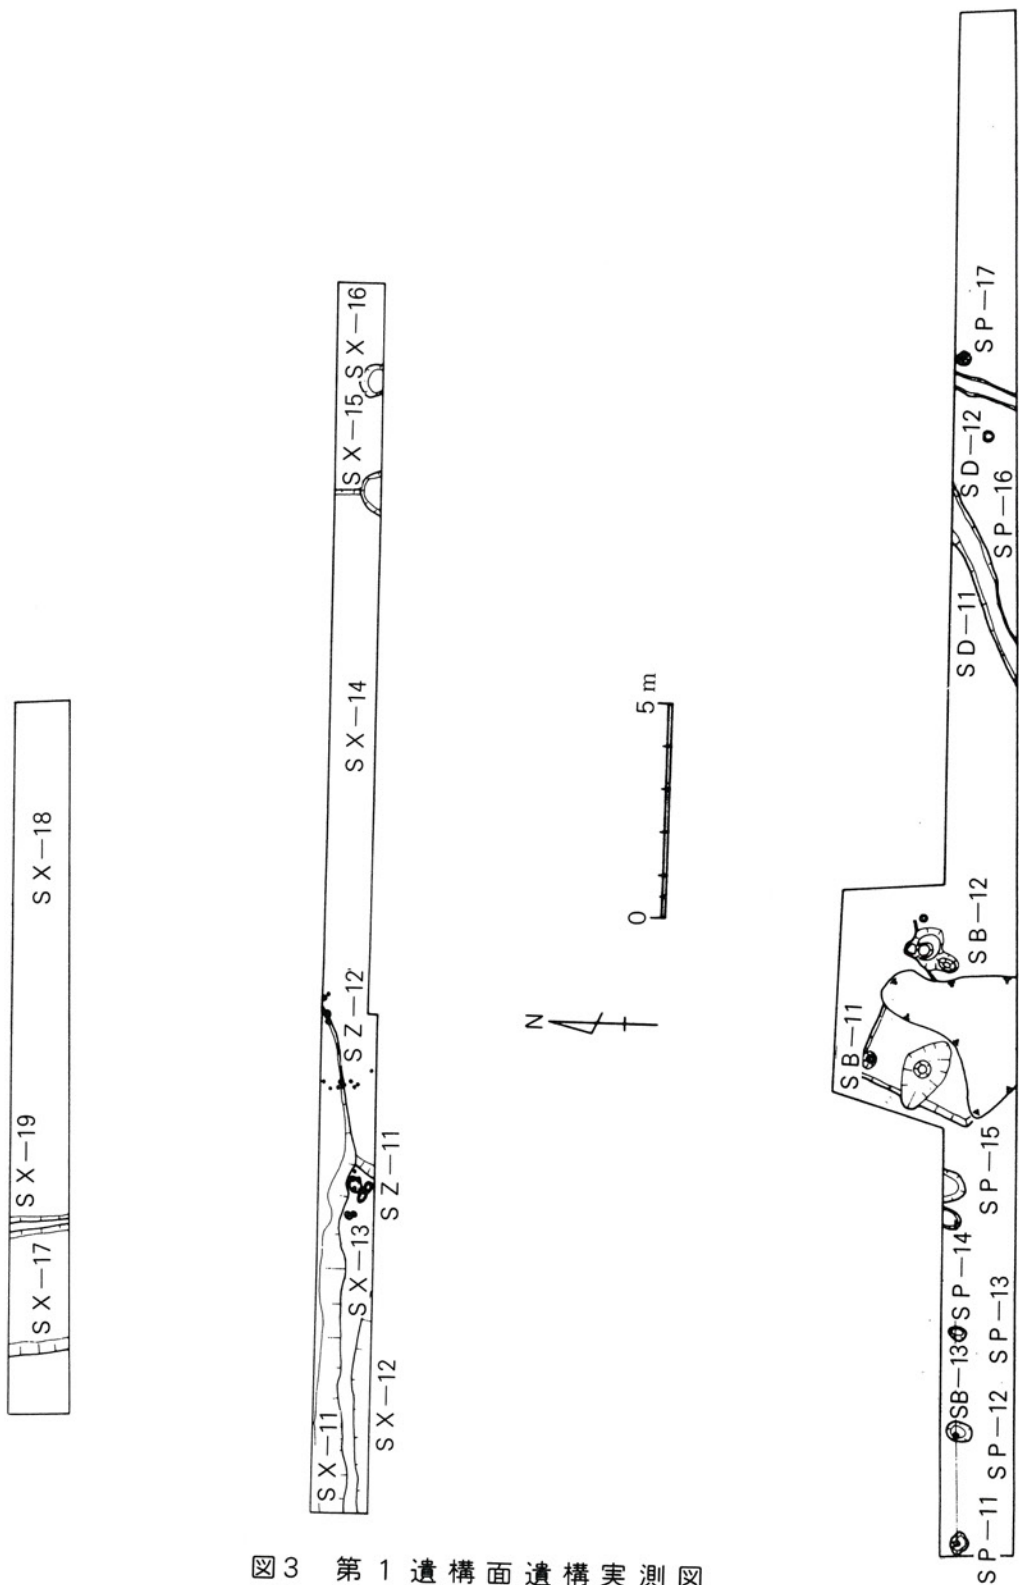 SX—18
SX—19
SX—17
SX—16
SX—15
SX—14
SZ—12
SZ—11
SX—13
SX—12
SX—11
5m
0
N
SP—17
SD—12
SP—16
SD—11
SB—12
SB—11
SP—15
SP—14
SB—13
SP—13
SP—12
SP—11
図3 第1遺構面遺構実測図